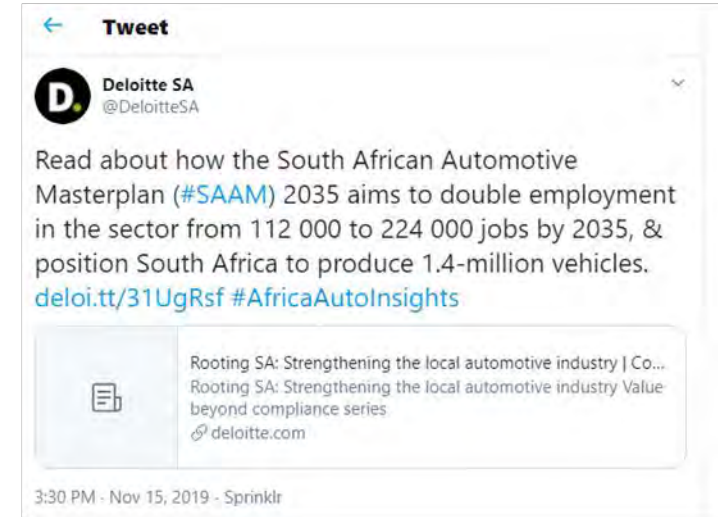 Tweet
D.
Deloitte SA
@DeloitteSA
Read about how the South African Automotive
Masterplan (#SAAM) 2035 aims to double employment
in the sector from 112 000 to 224 000 jobs by 2035, &
position South Africa to produce 1.4-million vehicles.
deloi.tt/31UgRsf #AfricaAutoInsights
Rooting SA: Strengthening the local automotive industry | Co...
Rooting SA: Strengthening the local automotive industry Value
beyond compliance series
deloitte.com
3:30 PM · Nov 15, 2019 · Sprinklr